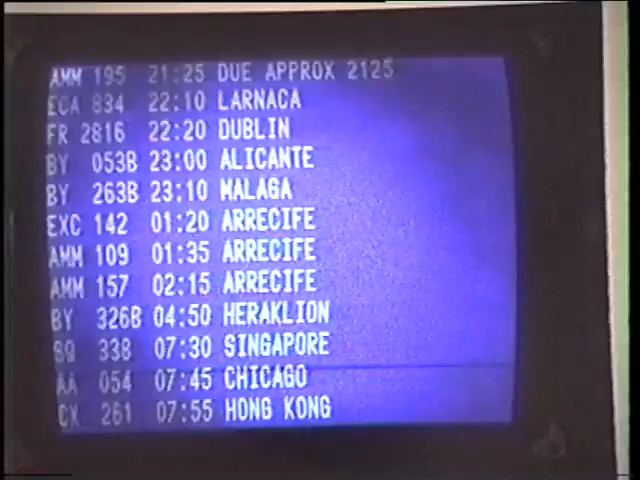 AMM 195 21:25 DUE APPROX 2125
ECA 834 22:10 LARNACA
FR 2816 22:20 DUBLIN
BY 053B 23:00 ALICANTE
BY 263B 23:10 MALAGA
EXC 142 01:20 ARRECIFE
AMM 109 01:35 ARRECIFE
AMM 157 02:15 ARRECIFE
BY 326B 04:50 HERAKLION
SQ 338 07:30 SINGAPORE
AA 054 07:45 CHICAGO
CX 261 07:55 HONG KONG